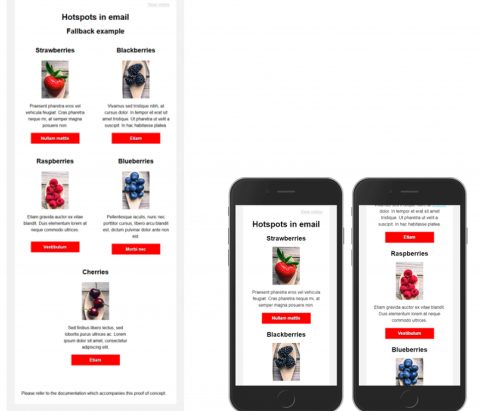 View online
Hotspots in email
Fallback example
Strawberries
Praesent pharetra eros vel
vehicula feugiat. Cras pharetra
neque mi, at semper magna
posuere non.
Nullam mattis
Blackberries
Vivamus sed tristique nibh, at
cursus dolor. In tempor et erat sit
amet tristique. Ut pharetra ut velit a
suscipit. In hac habitasse platea
Etiam
Raspberries
Etiam gravida auctor ex vitae
blandit. Duis elementum lorem at
neque commodo ultrices.
Vestibulum
Blueberries
Pellentesque iaculis, nunc nec
porttitor cursus, libero arcu blandit
est, dictum pulvinar dolor ante non
est
Morbi nec
Cherries
Sed finibus libero lectus, sed
lobortis purus ultrices ac. Lorem
ipsum dolor sit amet, consectetur
adipiscing elit.
Etiam
Please refer to the documentation which accompanies this proof of concept.
View online
Hotspots in email
Strawberries
Praesent pharetra eros vel vehicula
feugiat. Cras pharetra neque mi, at
semper magna posuere non.
Nullam mattis
Blackberries
dolor. In tempor et erat sit amet
tristique. Ut pharetra ut velit a
suscipit. In hac habitasse platea
Etiam
Raspberries
Etiam gravida auctor ex vitae blandit.
Duis elementum lorem at neque
commodo ultrices.
Vestibulum
Blueberries